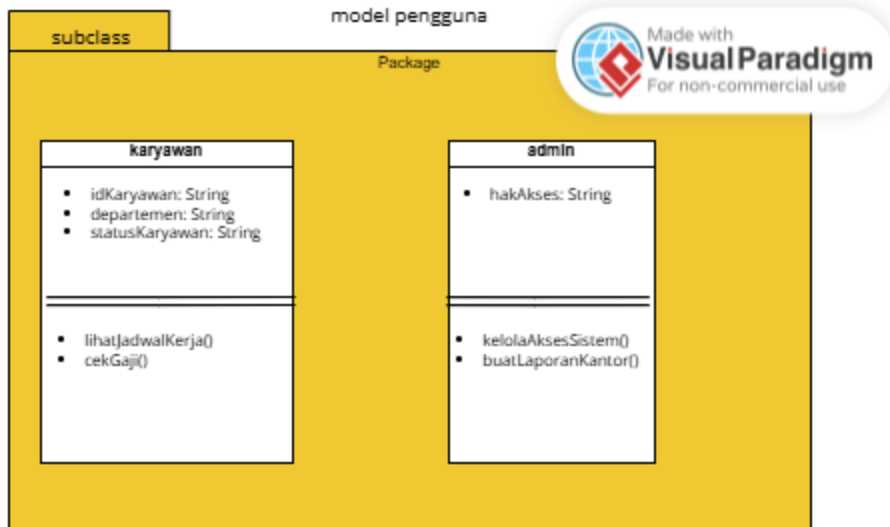 model pengguna
subclass
Package
Made with
Visual Paradigm
For non-commercial use
karyawan
• idKaryawan: String
• departemen: String
• statusKaryawan: String
• lihatJadwalKerja()
• cekGaji()
admin
• hakAkses: String
• kelolaAksesSistem()
• buatLaporanKantor()